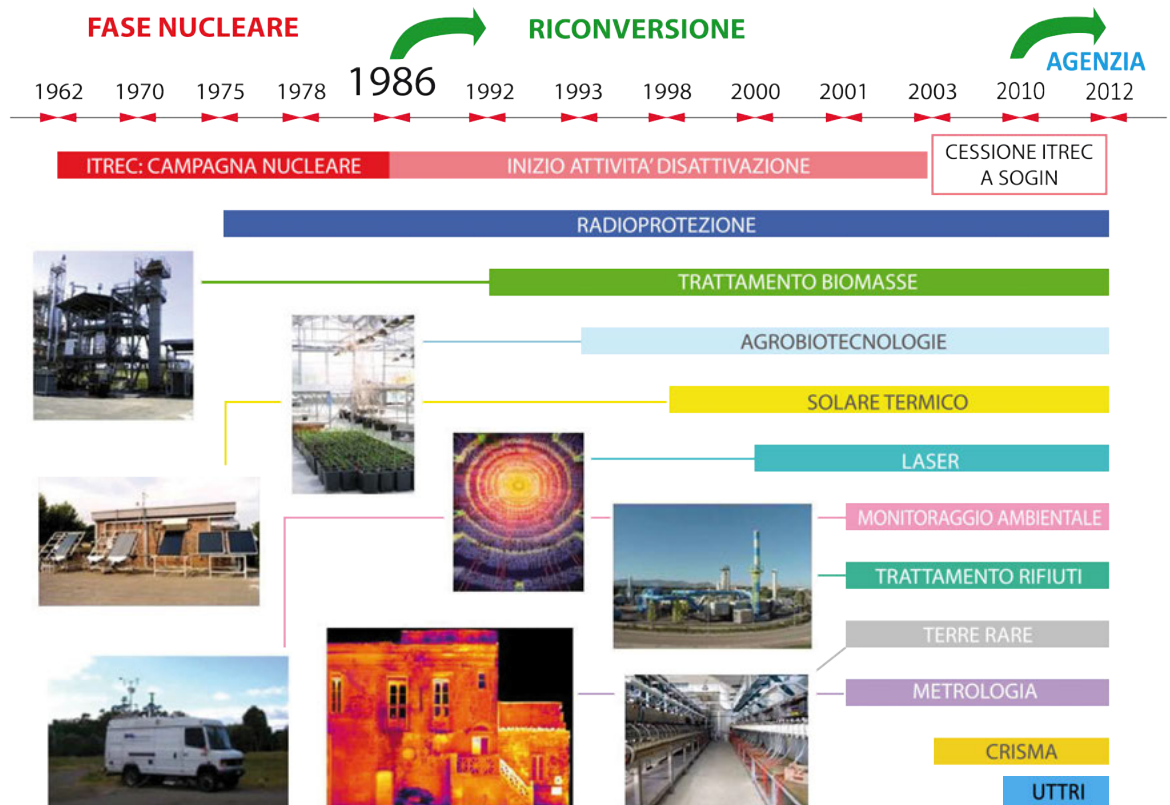 FASE NUCLEARE
RICONVERSIONE
AGENZIA
1962 1970 1975 1978 1986 1992 1993 1998 2000 2001 2003 2010 2012
ITREC: CAMPAGNA NUCLEARE
INIZIO ATTIVITA’ DISATTIVAZIONE
CESSIONE ITREC
A SOGIN
RADIOPROTEZIONE
TRATTAMENTO BIOMASSE
AGROBIOTECNOLOGIE
SOLARE TERMICO
LASER
MONITORAGGIO AMBIENTALE
TRATTAMENTO RIFIUTI
TERRE RARE
METROLOGIA
CRISMA
UTTRI